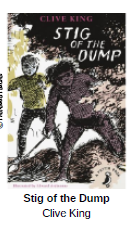 CLIVE KING
STIG
OF THE
DUMP
Stig of the Dump
Clive King